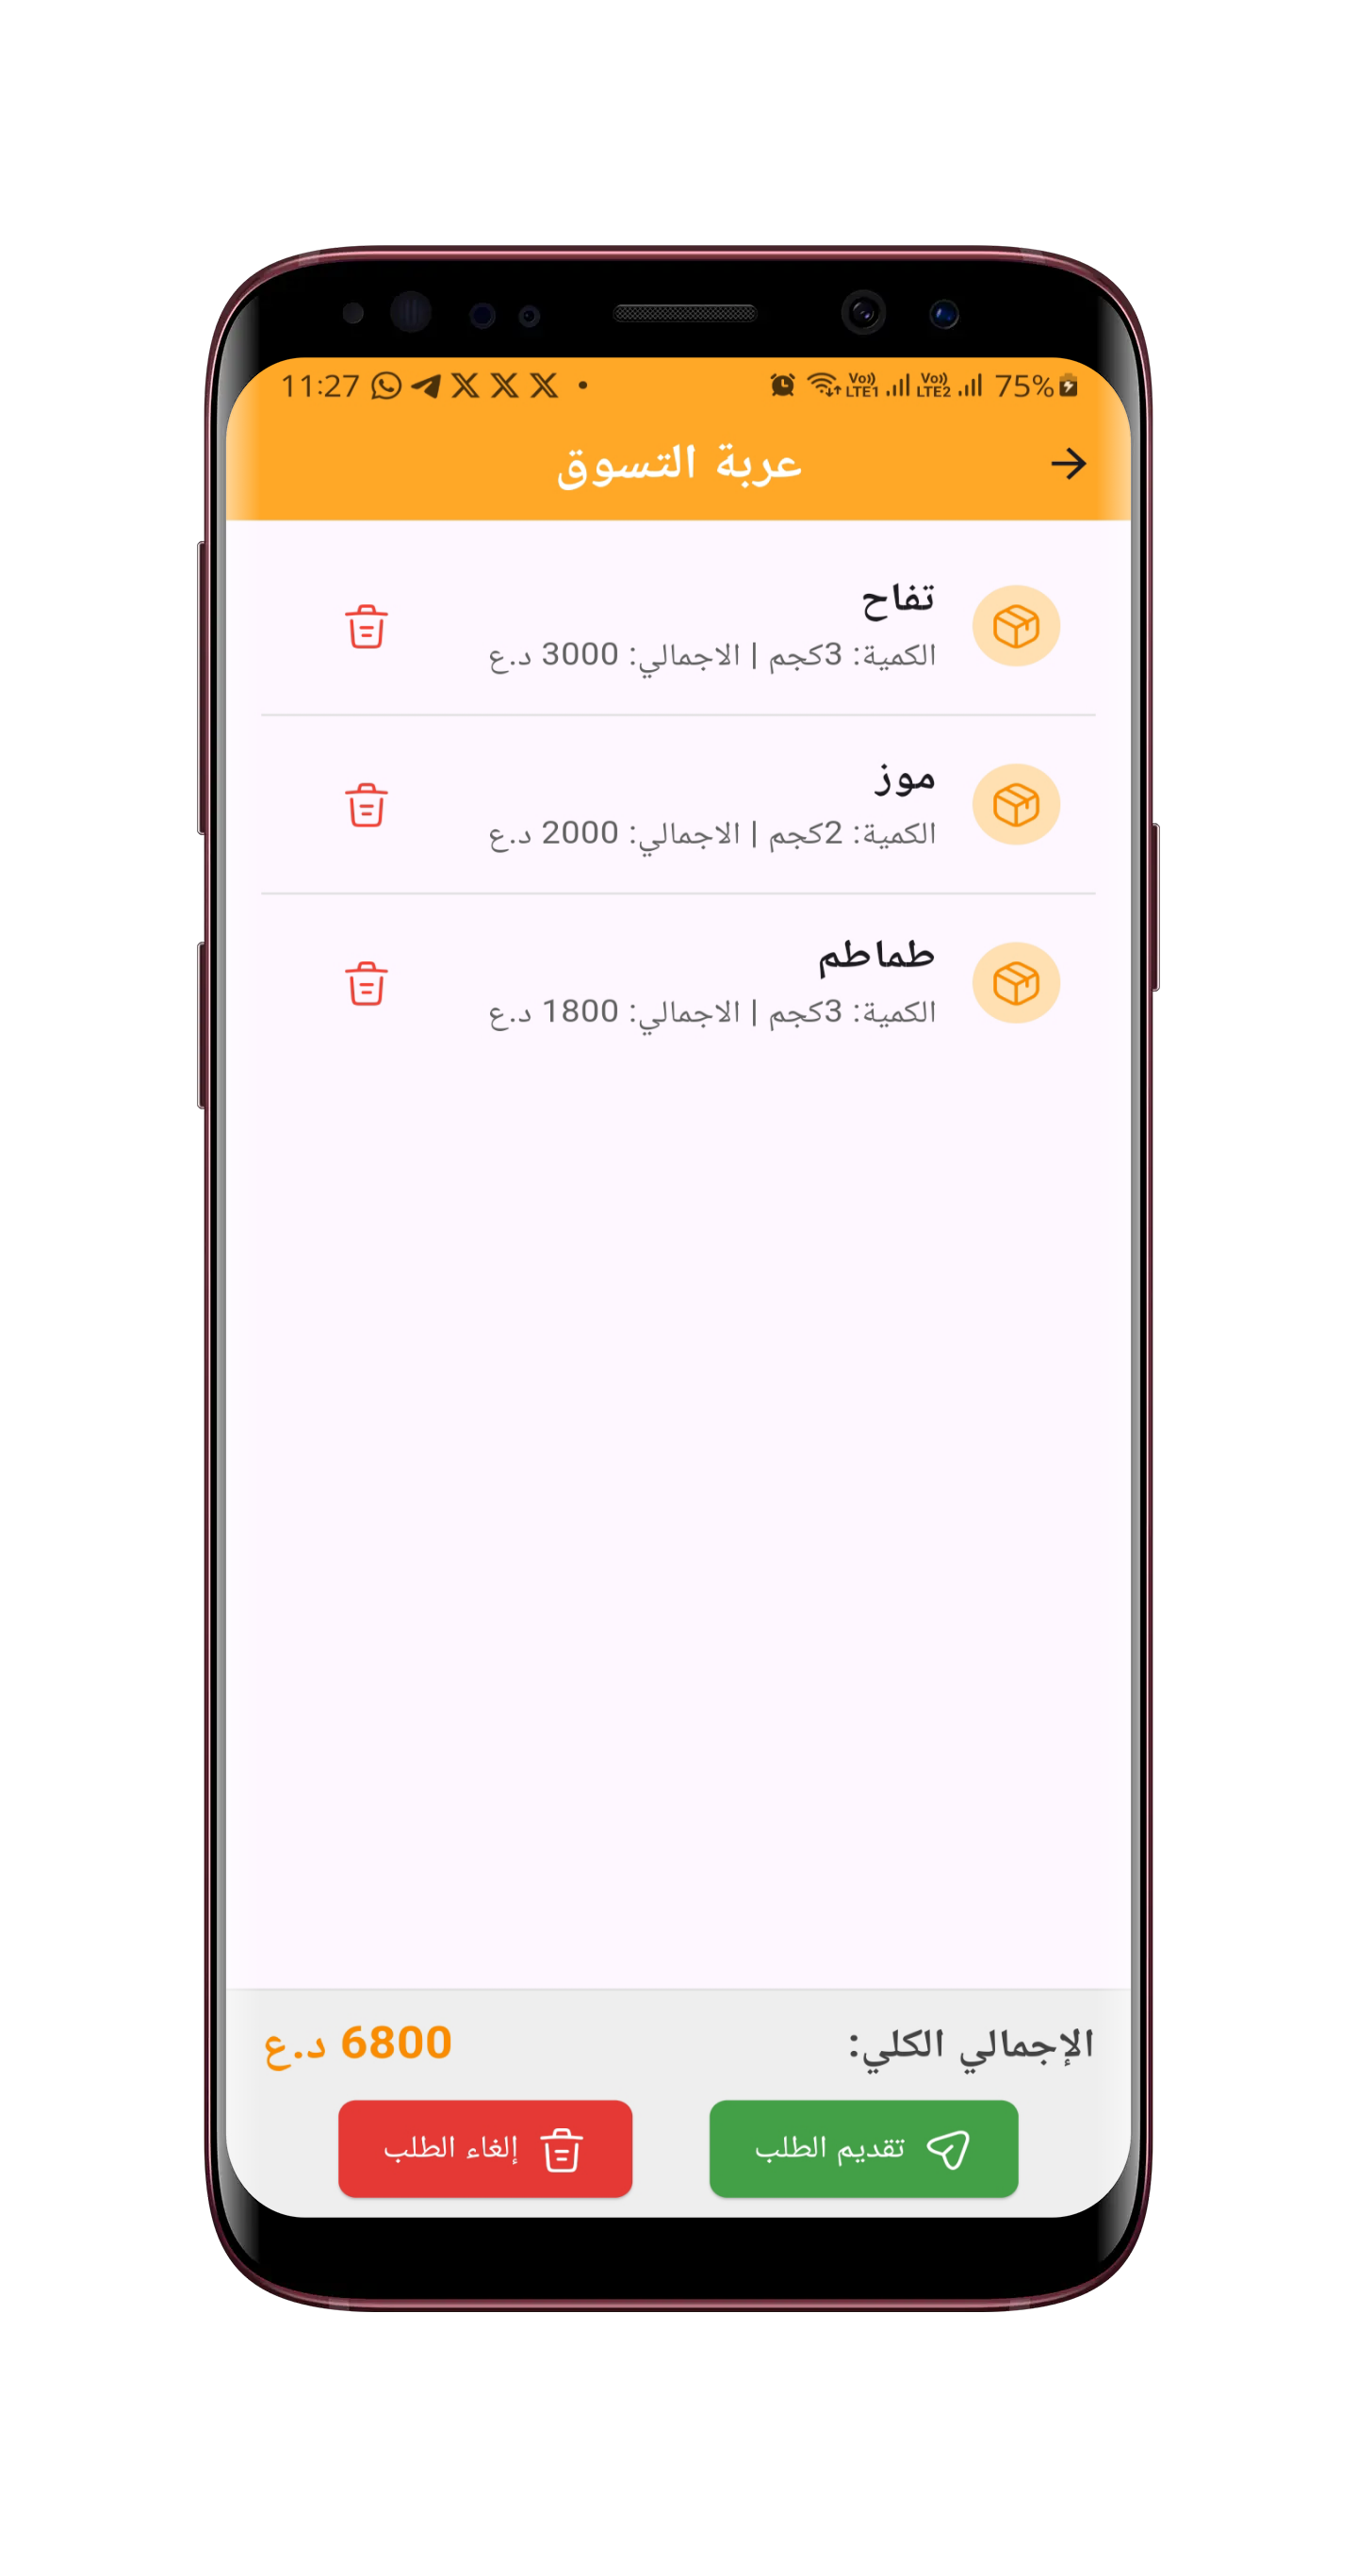 11:27 75%
Vo)) LTE1 Vo)) LTE2
عربة التسوق
تفاح
الكمية: 3كجم | الاجمالي: 3000 د.ع
موز
الكمية: 2كجم | الاجمالي: 2000 د.ع
طماطم
الكمية: 3كجم | الاجمالي: 1800 د.ع
الإجمالي الكلي: 6800 د.ع
تقديم الطلب
إلغاء الطلب